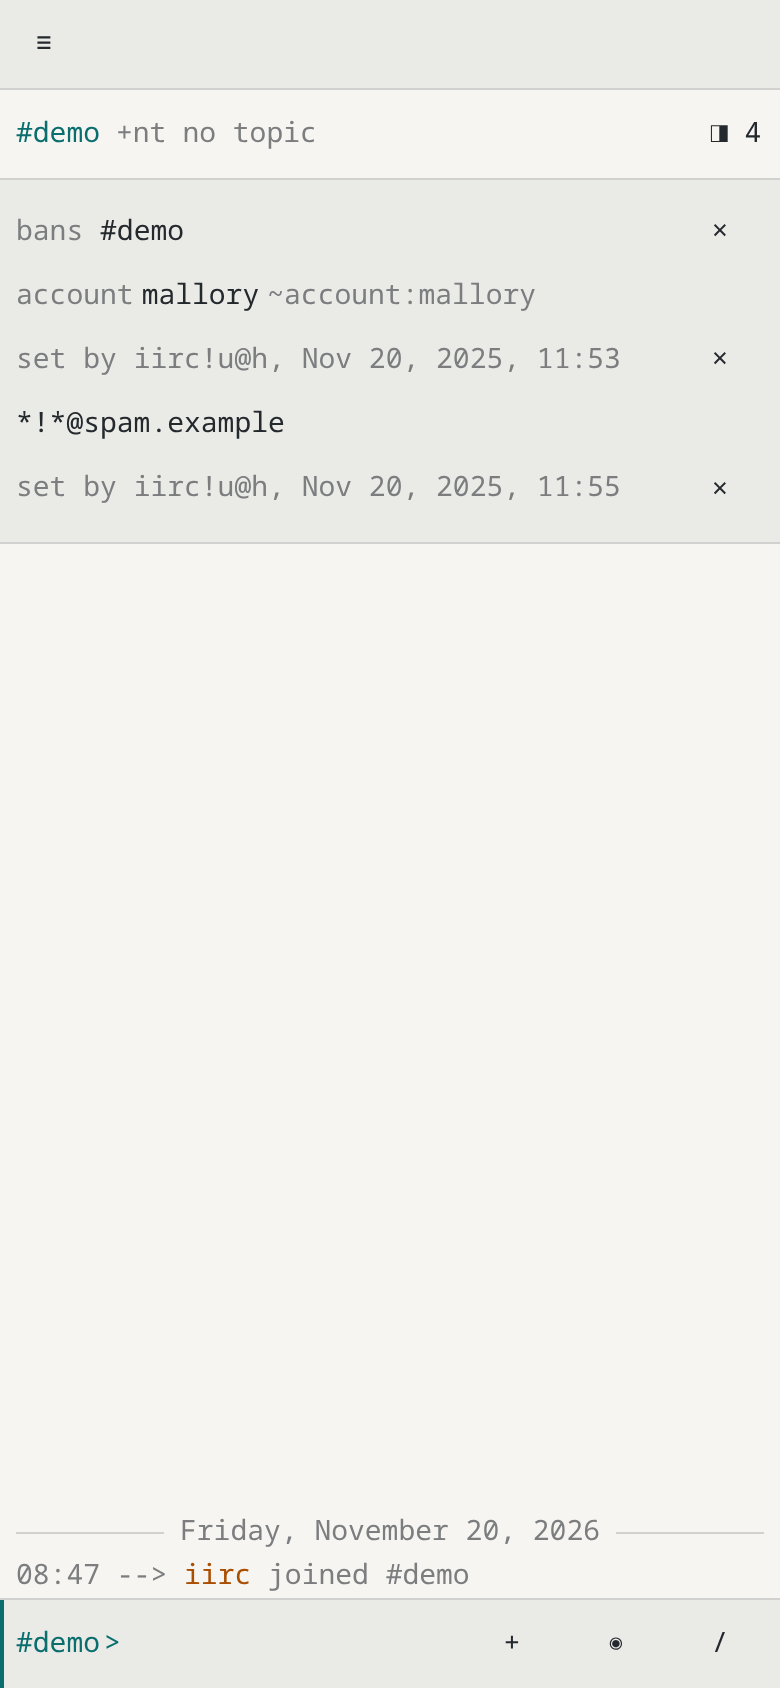 ≡
#demo +nt no topic ◨ 4
bans #demo ×
account mallory ~account:mallory
set by iirc!u@h, Nov 20, 2025, 11:53 ×
*!*@spam.example
set by iirc!u@h, Nov 20, 2025, 11:55 ×
Friday, November 20, 2026
08:47 --> iirc joined #demo
#demo> + ◉ /